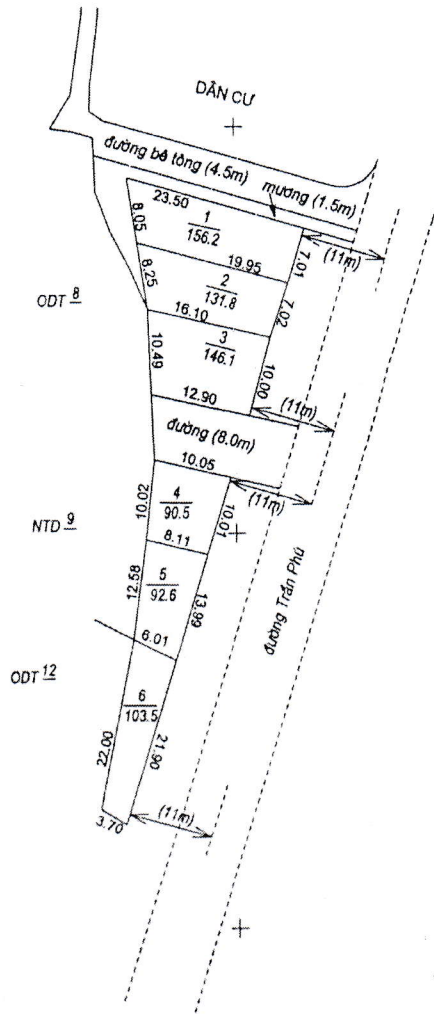 DÂN CƯ
đường bê tông (4.5m)
mương (1.5m)
23.50
8.05
1
156.2
7.01
(11m)
19.95
8.25
2
131.8
7.02
ODT 8
16.10
3
146.1
10.49
10.00
12.90
(11m)
đường (8.0m)
10.05
(11m)
10.02
4
90.5
10.01
NTD 9
8.11
5
92.6
12.58
13.99
đường Trần Phú
6.01
ODT 12
6
103.5
22.00
21.90
3.70
(11m)